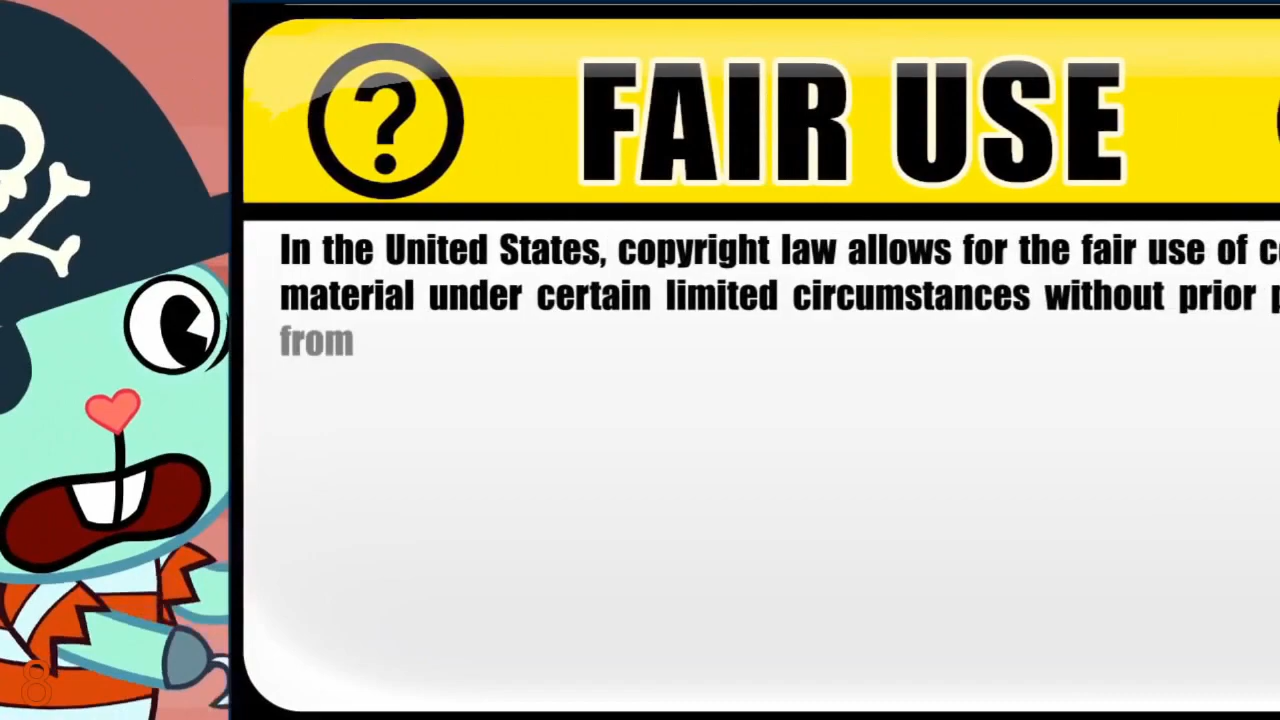 ?
FAIR USE
In the United States, copyright law allows for the fair use of
material under certain limited circumstances without prior
from
8